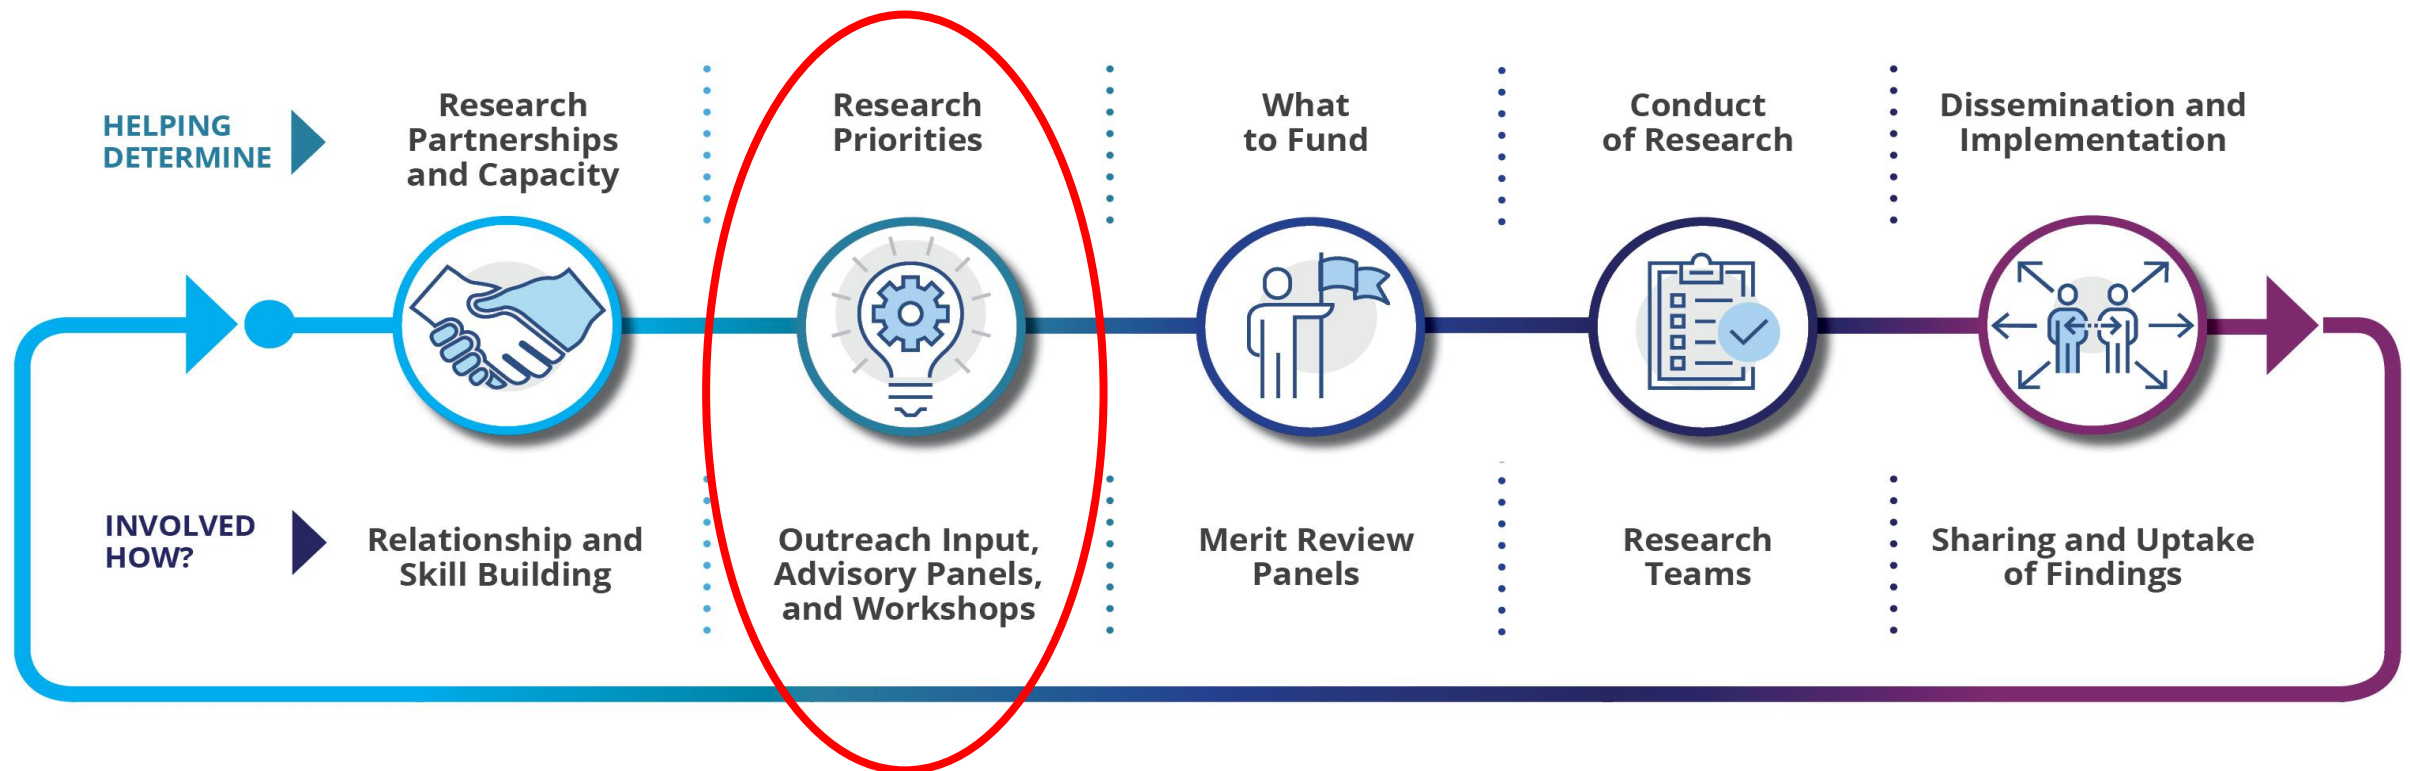 HELPING
DETERMINE
Research
Partnerships
and Capacity
Research
Priorities
What
to Fund
Conduct
of Research
Dissemination and
Implementation
INVOLVED
HOW?
Relationship and
Skill Building
Outreach Input,
Advisory Panels,
and Workshops
Merit Review
Panels
Research
Teams
Sharing and Uptake
of Findings